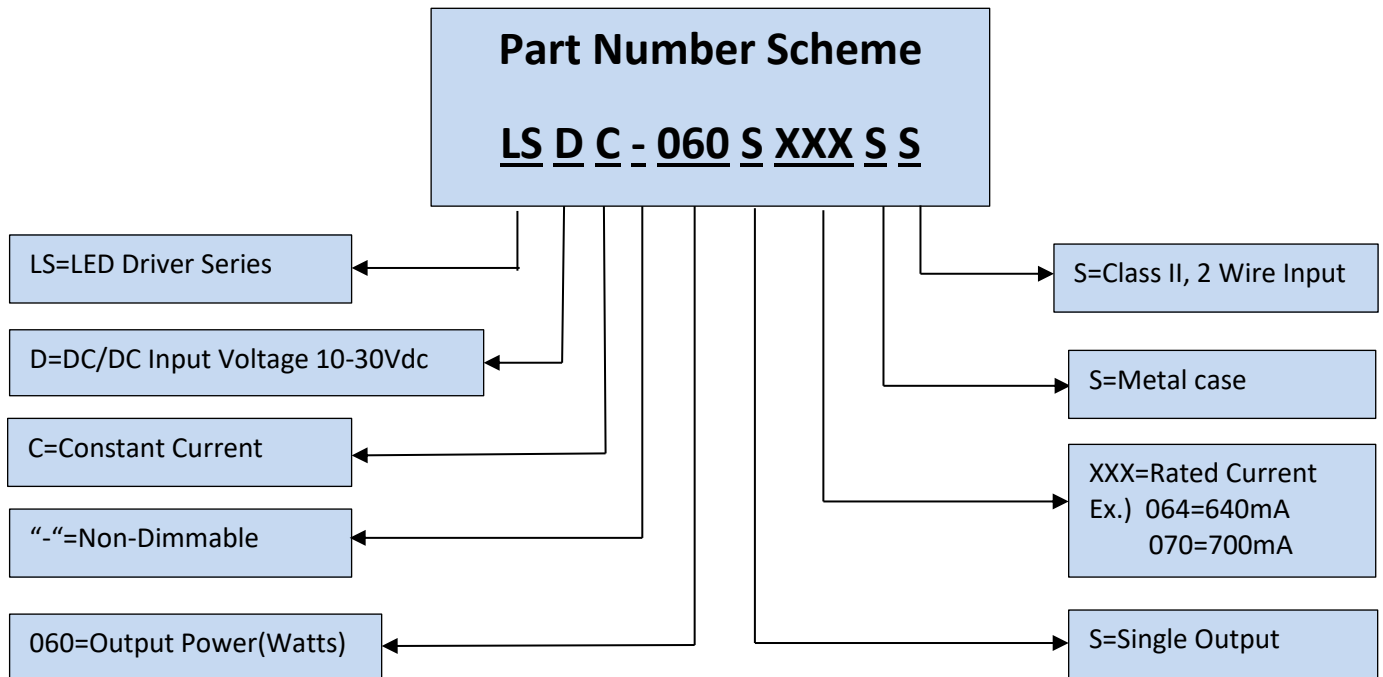 Part Number Scheme
LS D C - 060 S XXX S S
LS=LED Driver Series
D=DC/DC Input Voltage 10-30Vdc
C=Constant Current
“-“=Non-Dimmable
060=Output Power(Watts)
S=Class II, 2 Wire Input
S=Metal case
XXX=Rated Current
Ex.) 064=640mA
070=700mA
S=Single Output